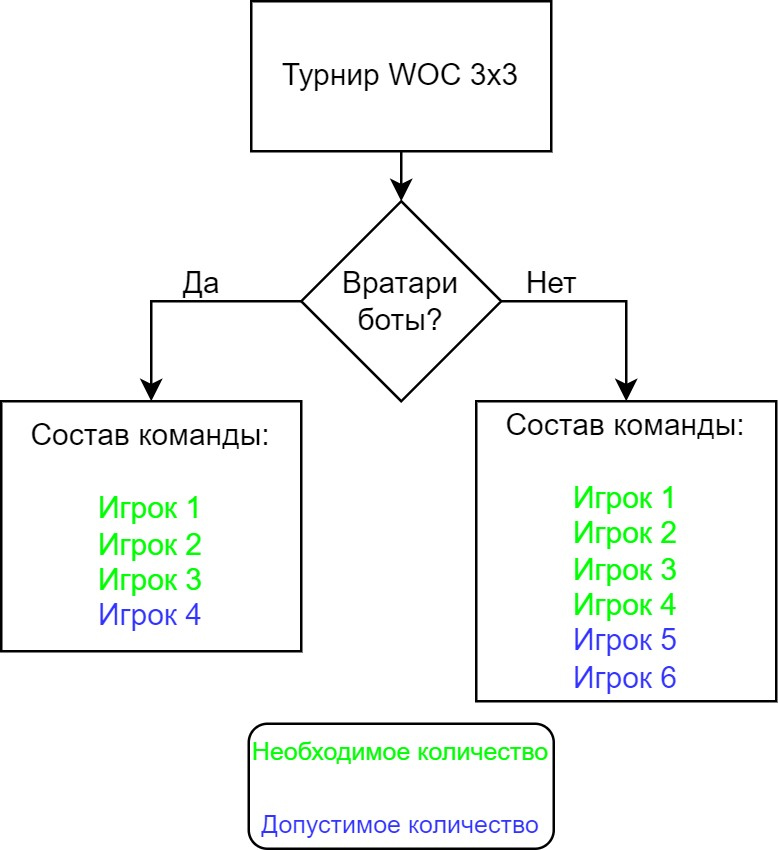 Турнир WOC 3x3
Вратари
боты?
Да
Нет
Состав команды:
Игрок 1
Игрок 2
Игрок 3
Игрок 4
Состав команды:
Игрок 1
Игрок 2
Игрок 3
Игрок 4
Игрок 5
Игрок 6
Необходимое количество
Допустимое количество